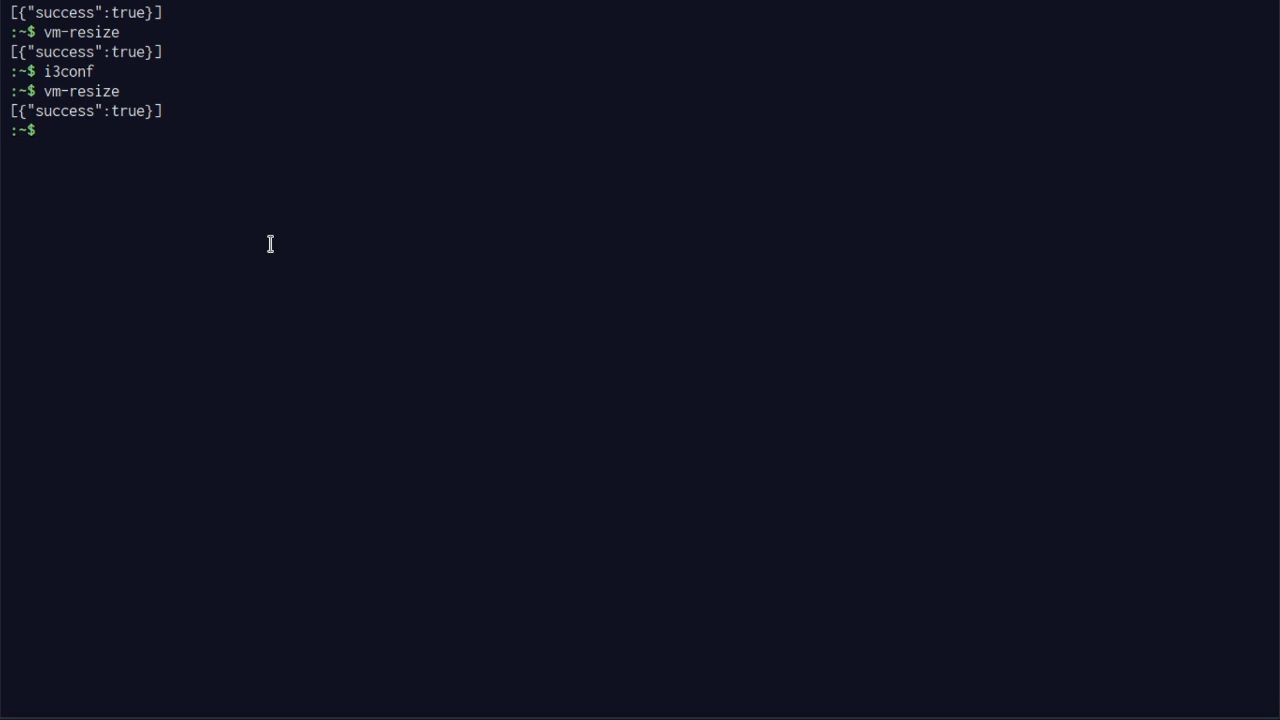 [{"success":true}]
:~$ vm-resize
[{"success":true}]
:~$ i3conf
:~$ vm-resize
[{"success":true}]
:~$